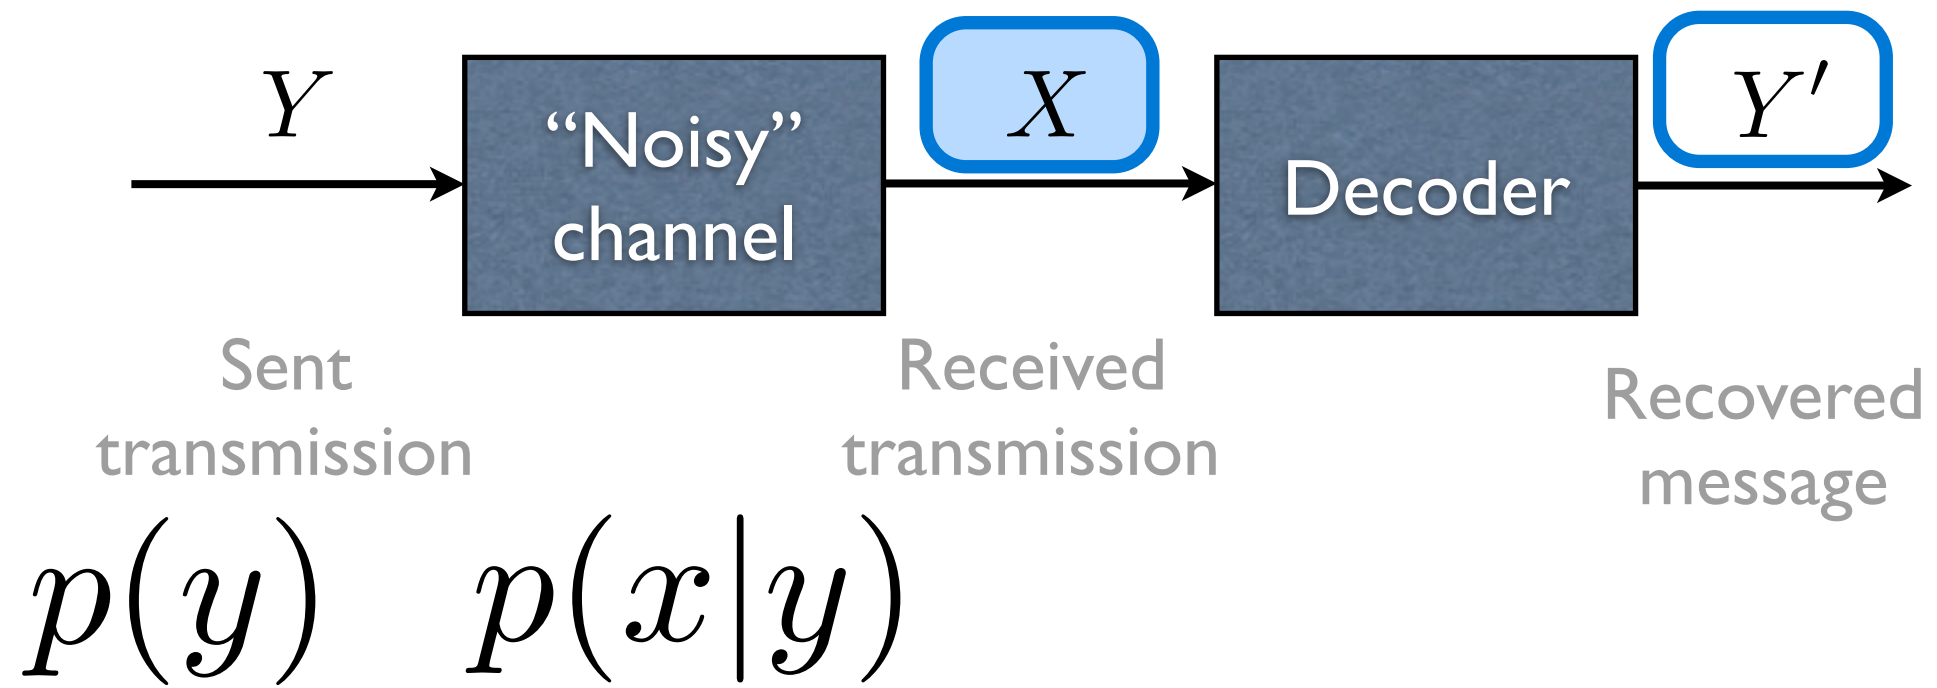 Y
“Noisy”
channel
X
Decoder
Y′
Sent
transmission
Received
transmission
Recovered
message
p(y)
p(x|y)